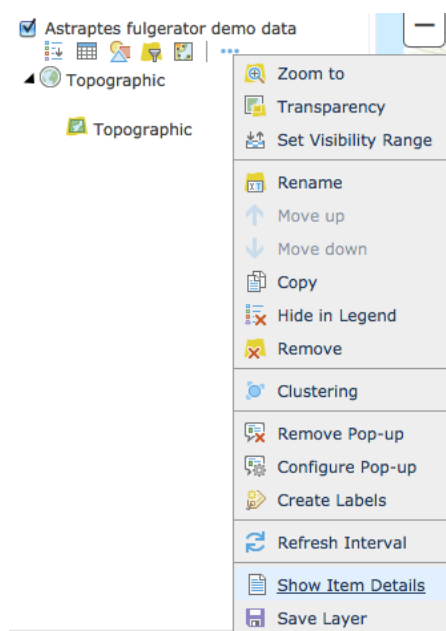 Astraptes fulgerator demo data
Topographic
Topographic
Zoom to
Transparency
Set Visibility Range
Rename
Move up
Move down
Copy
Hide in Legend
Remove
Clustering
Remove Pop-up
Configure Pop-up
Create Labels
Refresh Interval
Show Item Details
Save Layer